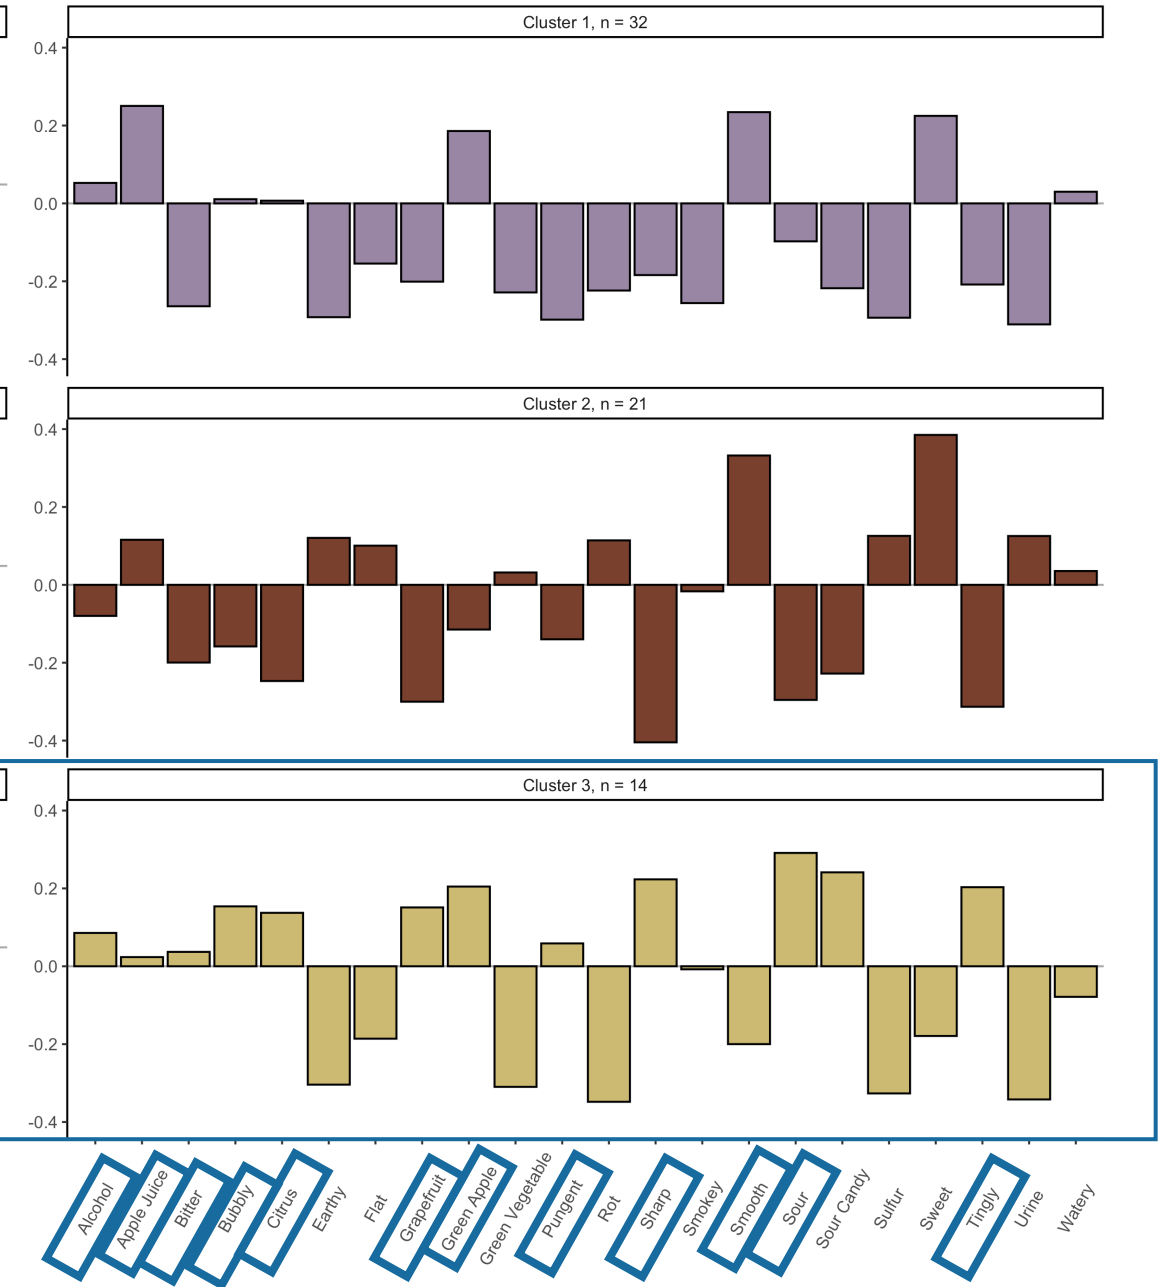 Cluster 1, n = 32
0.4
0.2
0.0
-0.2
-0.4
Cluster 2, n = 21
0.4
0.2
0.0
-0.2
-0.4
Cluster 3, n = 14
0.4
0.2
0.0
-0.2
-0.4
Alcohol
Apple Juice
Bitter
Bubbly
Citrus
Earthy
Flat
Grapefruit
Green Apple
Green Vegetable
Pungent
Rot
Sharp
Smokey
Smooth
Sour
Sour Candy
Sulfur
Sweet
Tingly
Urine
Watery